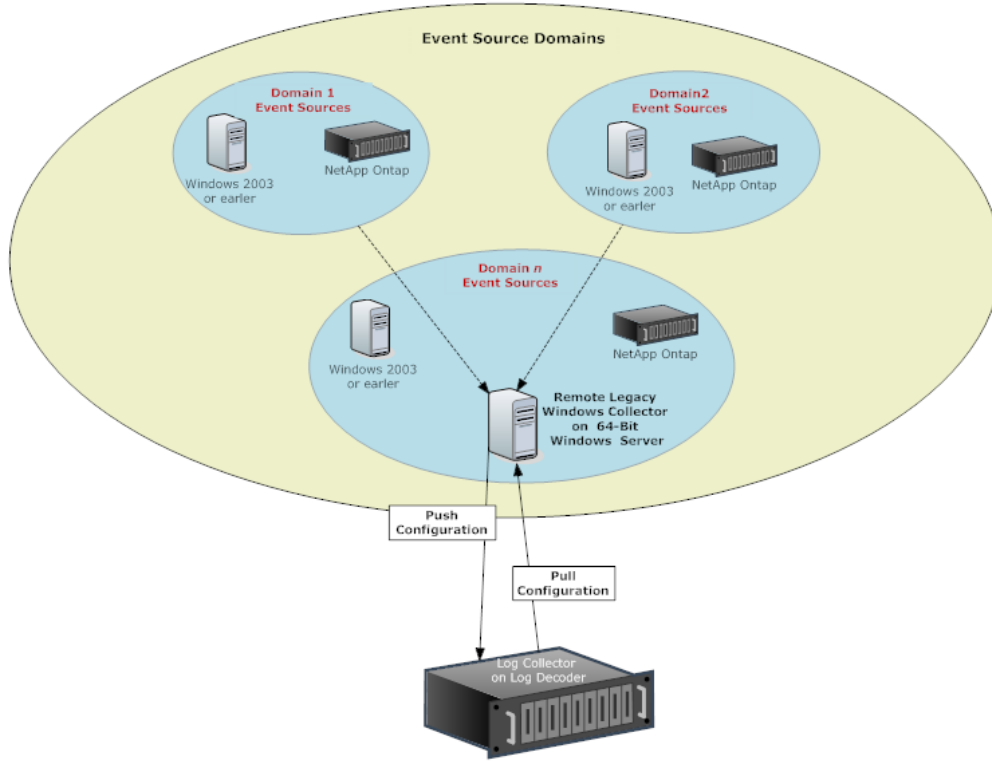 Event Source Domains
Domain 1
Event Sources
Windows 2003
or earler
NetApp Ontap
Domain2
Event Sources
Windows 2003
or earlier
NetApp Ontap
Domain n
Event Sources
Windows 2003
or earler
NetApp Ontap
Remote Legacy
Windows Collector
on 64-Bit
Windows Server
Push
Configuration
Pull
Configuration
Log Collector
on Log Decoder